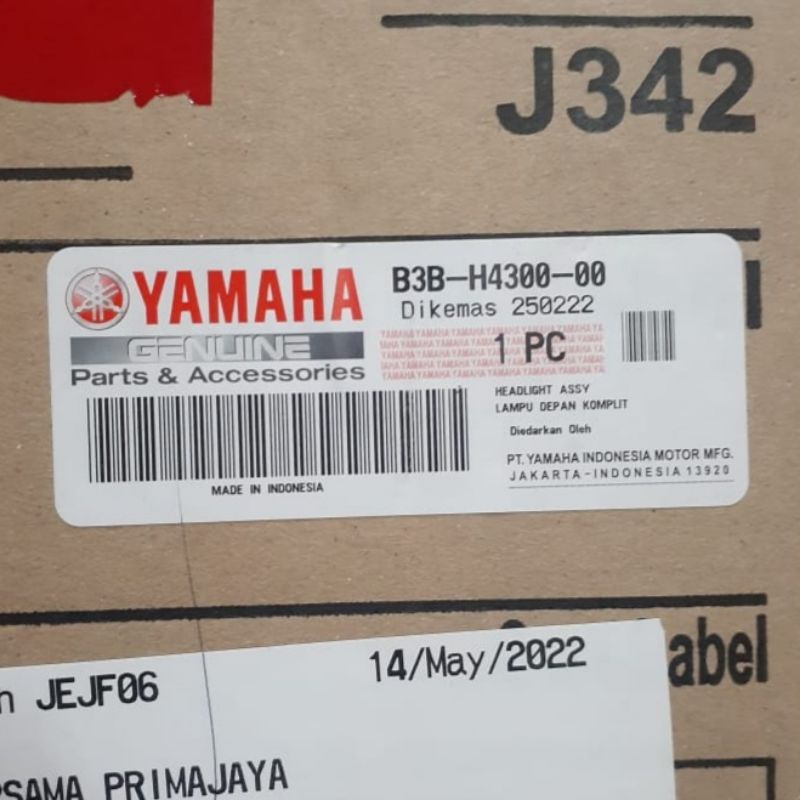 J342
YAMAHA
GENUINE
Parts & Accessories
B3B-H4300-00
Dikemas 250222
1 PC
HEADLIGHT ASSY
LAMPU DEPAN KOMPLIT
Diedarkan Oleh
PT. YAMAHA INDONESIA MOTOR MFG.
JAKARTA-INDONESIA 13920
MADE IN INDONESIA
JEJF06
14/May/2022
PRIMAJAYA